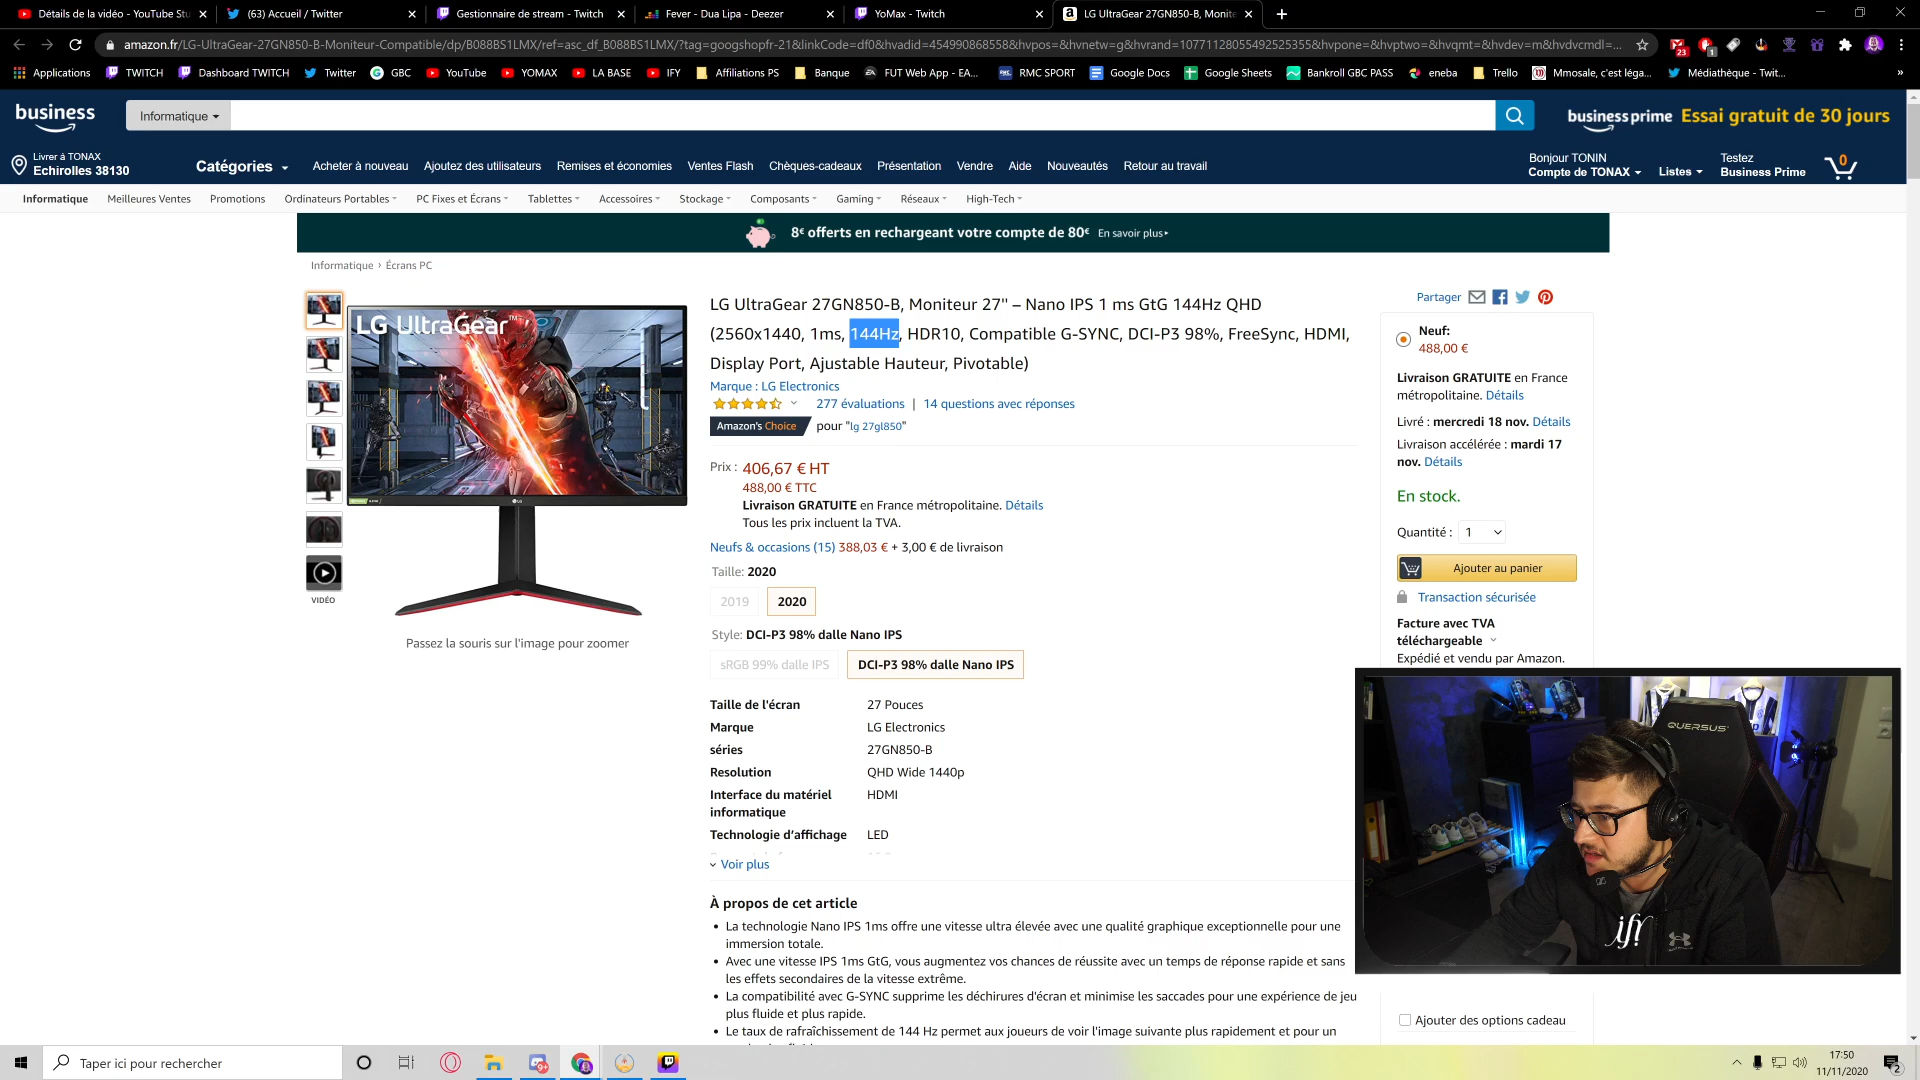 Détails de la vidéo - YouTube Stu
(63) Accueil / Twitter
Gestionnaire de stream - Twitch
Fever - Dua Lipa - Deezer
YoMax - Twitch
LG UltraGear 27GN850-B, Monite
amazon.fr/LG-UltraGear-27GN850-B-Moniteur-Compatible/dp/B088BS1LMX/ref=asc_df_B088BS1LMX/?tag=googshopfr-21&linkCode=df0&hvadid=454990868558&hvpos=&hvnetw=g&hvrand=10771128055492525355&hvpone=&hvptwo=&hvqmt=&hvdev=m&hvdvcmdl=...
23
1
Applications
TWITCH
Dashboard TWITCH
Twitter
GBC
YouTube
YOMAX
LA BASE
IFY
Affiliations PS
Banque
FUT Web App - EA...
RMC SPORT
Google Docs
Google Sheets
Bankroll GBC PASS
eneba
Trello
Mmosale, c'est léga...
Médiathèque - Twit...
»
business
Informatique
business prime Essai gratuit de 30 jours
Livrer à TONAX
Echirolles 38130
Catégories
Acheter à nouveau
Ajoutez des utilisateurs
Remises et économies
Ventes Flash
Chèques-cadeaux
Présentation
Vendre
Aide
Nouveautés
Retour au travail
Bonjour TONIN
Compte de TONAX
Listes
Testez
Business Prime
0
Informatique
Meilleures Ventes
Promotions
Ordinateurs Portables
PC Fixes et Écrans
Tablettes
Accessoires
Stockage
Composants
Gaming
Réseaux
High-Tech
8€ offerts en rechargeant votre compte de 80€ En savoir plus
Informatique › Écrans PC
LG UltraGear™
LG
VIDÉO
Passez la souris sur l'image pour zoomer
LG UltraGear 27GN850-B, Moniteur 27" – Nano IPS 1 ms GtG 144Hz QHD
(2560x1440, 1ms, 144Hz, HDR10, Compatible G-SYNC, DCI-P3 98%, FreeSync, HDMI,
Display Port, Ajustable Hauteur, Pivotable)
Marque : LG Electronics
277 évaluations | 14 questions avec réponses
Amazon's Choice pour "lg 27gl850"
Prix : 406,67 € HT
488,00 € TTC
Livraison GRATUITE en France métropolitaine. Détails
Tous les prix incluent la TVA.
Neufs & occasions (15) 388,03 € + 3,00 € de livraison
Taille: 2020
2019
2020
Style: DCI-P3 98% dalle Nano IPS
sRGB 99% dalle IPS
DCI-P3 98% dalle Nano IPS
Taille de l'écran 27 Pouces
Marque LG Electronics
séries 27GN850-B
Resolution QHD Wide 1440p
Interface du matériel HDMI
informatique
Technologie d'affichage LED
Voir plus
À propos de cet article
• La technologie Nano IPS 1ms offre une vitesse ultra élevée avec une qualité graphique exceptionnelle pour une
immersion totale.
• Avec une vitesse IPS 1ms GtG, vous augmentez vos chances de réussite avec un temps de réponse rapide et sans
les effets secondaires de la vitesse extrême.
• La compatibilité avec G-SYNC supprime les déchirures d'écran et minimise les saccades pour une expérience de jeu
plus fluide et plus rapide.
• Le taux de rafraîchissement de 144 Hz permet aux joueurs de voir l'image suivante plus rapidement et pour un
Partager
Neuf:
488,00 €
Livraison GRATUITE en France
métropolitaine. Détails
Livré : mercredi 18 nov. Détails
Livraison accélérée : mardi 17
nov. Détails
En stock.
Quantité : 1
Ajouter au panier
Transaction sécurisée
Facture avec TVA
téléchargeable
Expédié et vendu par Amazon.
QUERSUS
ify
Ajouter des options cadeau
Taper ici pour rechercher
17:50
11/11/2020
2